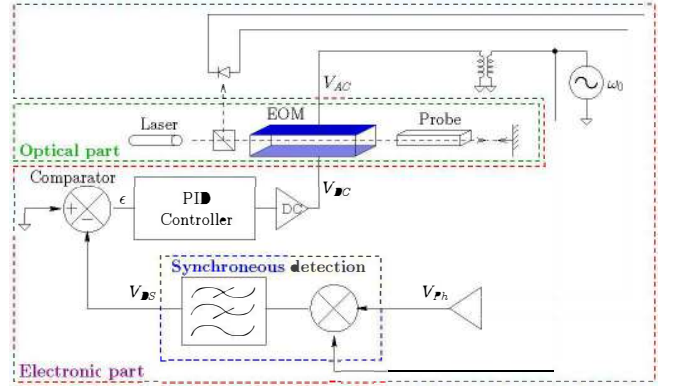 V_AC
ω₀
EOM
Laser
Probe
Optical part
Comparator
V_DC
ϵ
PID
Controller
DC
+
−
Synchroneous detection
V_DS
V_Ph
Electronic part